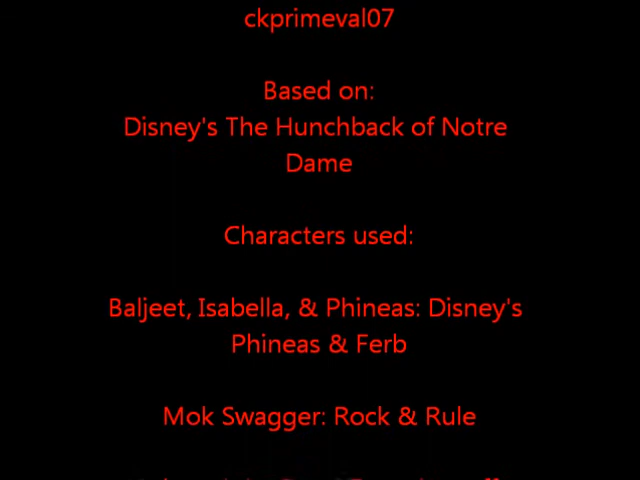 ckprimeval07
Based on:
Disney's The Hunchback of Notre
Dame
Characters used:
Baljeet, Isabella, & Phineas: Disney's
Phineas & Ferb
Mok Swagger: Rock & Rule